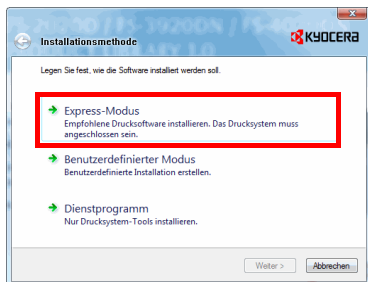 Installationsmethode
KYOCERA
Legen Sie fest, wie die Software installiert werden soll.
Express-Modus
Empfohlene Drucksoftware installieren. Das Drucksystem muss
angeschlossen sein.
Benutzerdefinierter Modus
Benutzerdefinierte Installation erstellen.
Dienstprogramm
Nur Drucksystem-Tools installieren.
Weiter >
Abbrechen